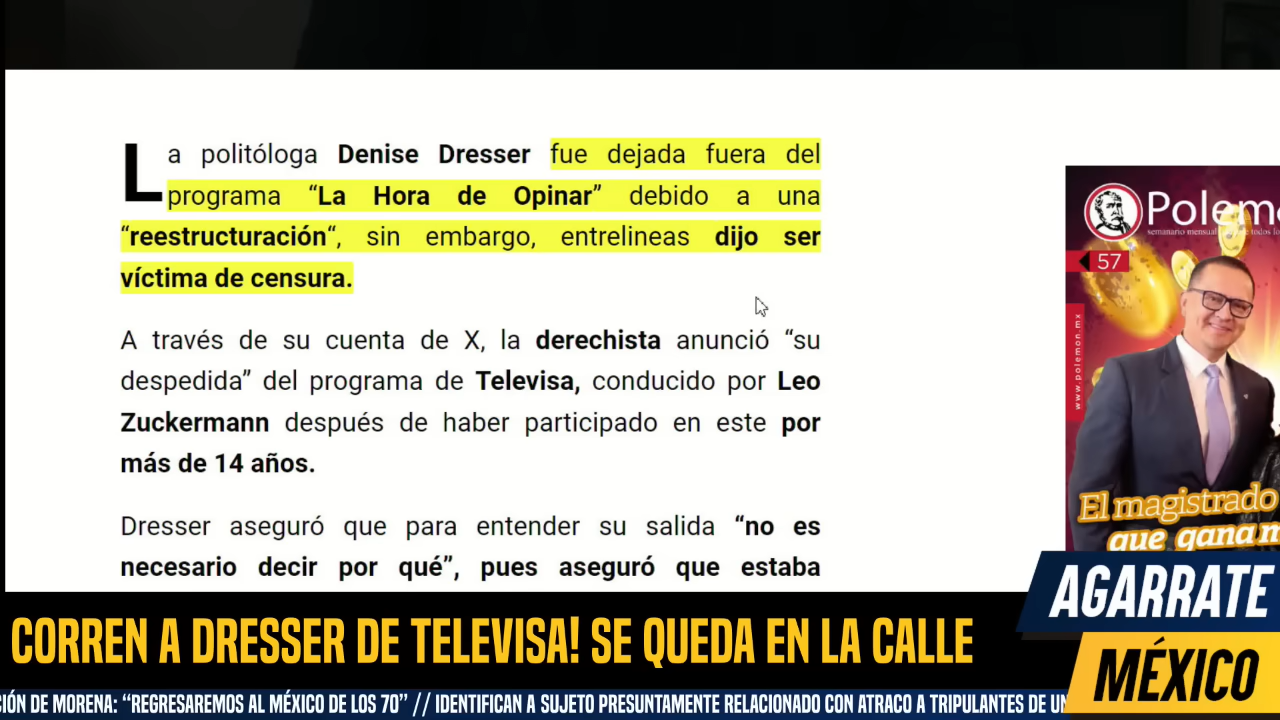 La politóloga Denise Dresser fue dejada fuera del
programa “La Hora de Opinar” debido a una
“reestructuración“, sin embargo, entrelineas dijo ser
víctima de censura.
A través de su cuenta de X, la derechista anunció “su
despedida” del programa de Televisa, conducido por Leo
Zuckermann después de haber participado en este por
más de 14 años.
Dresser aseguró que para entender su salida “no es
necesario decir por qué”, pues aseguró que estaba
Polemo
semanario mensual
57
www.polemon.mx
El magistrado
que gana m
AGARRATE
MÉXICO
CORREN A DRESSER DE TELEVISA! SE QUEDA EN LA CALLE
CIÓN DE MORENA: “REGRESAREMOS AL MÉXICO DE LOS 70” // IDENTIFICAN A SUJETO PRESUNTAMENTE RELACIONADO CON ATRACO A TRIPULANTES DE UN